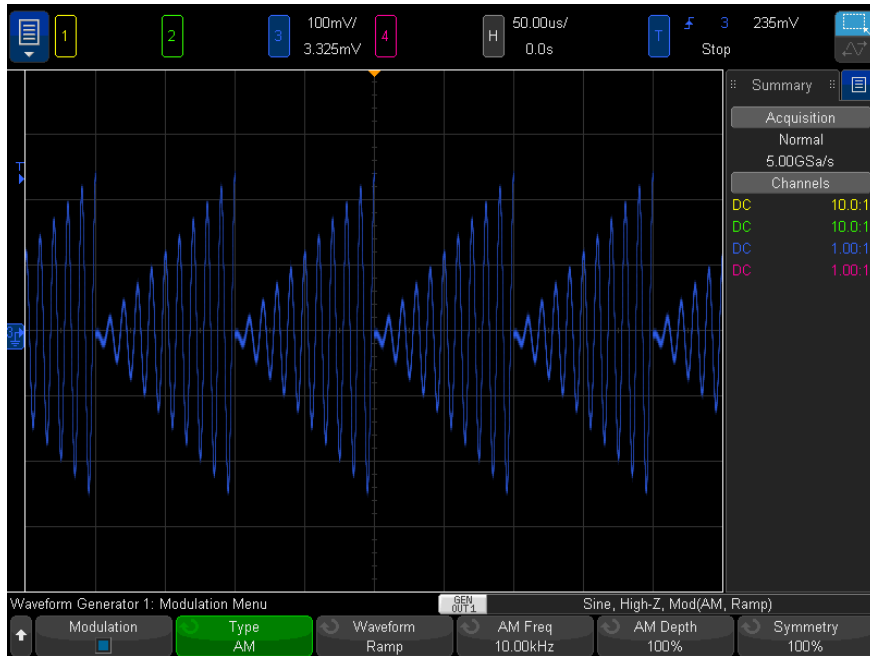 1
2
3
100mV/
3.325mV
4
H
50.00us/
0.0s
T
3
235mV
Stop
T
3
Summary
Acquisition
Normal
5.00GSa/s
Channels
DC 10.0:1
DC 10.0:1
DC 1.00:1
DC 1.00:1
Waveform Generator 1: Modulation Menu
GEN
OUT1
Sine, High-Z, Mod(AM, Ramp)
Modulation
Type
AM
Waveform
Ramp
AM Freq
10.00kHz
AM Depth
100%
Symmetry
100%